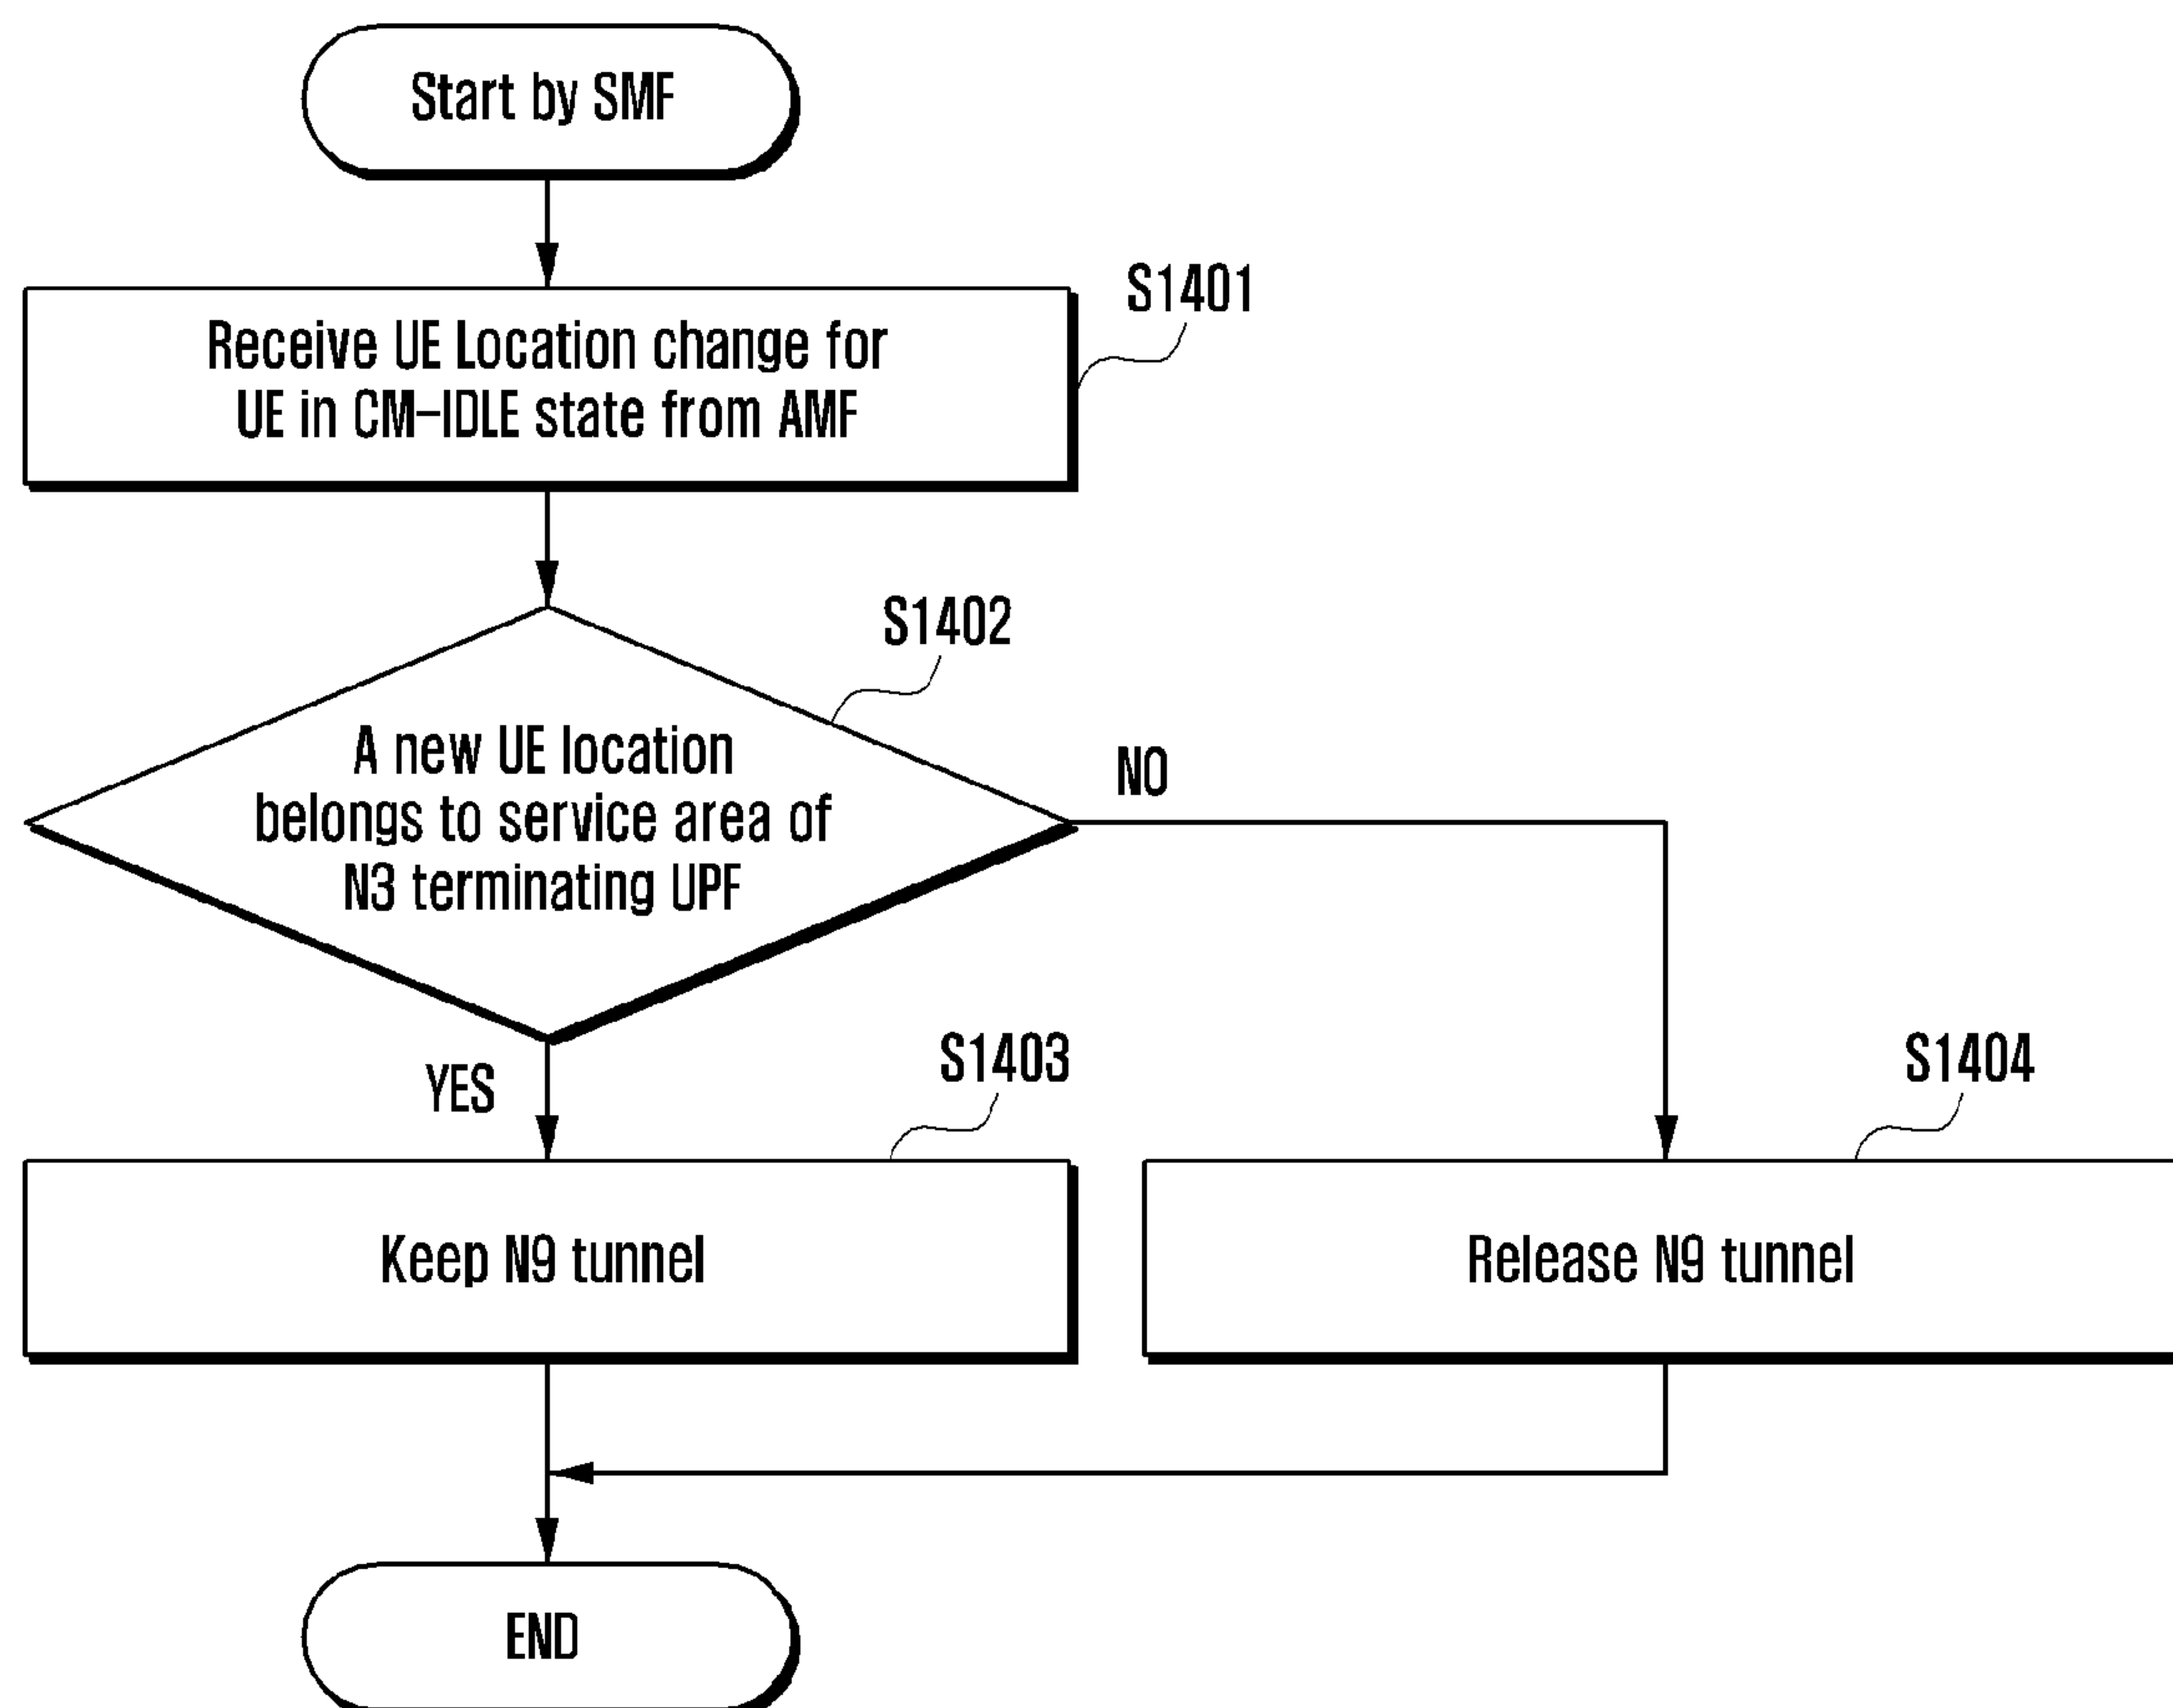 Start by SMF
S1401
Receive UE Location change for
UE in CM-IDLE state from AMF
S1402
A new UE location
belongs to service area of
N3 terminating UPF
NO
YES
S1403
S1404
Keep N9 tunnel
Release N9 tunnel
END